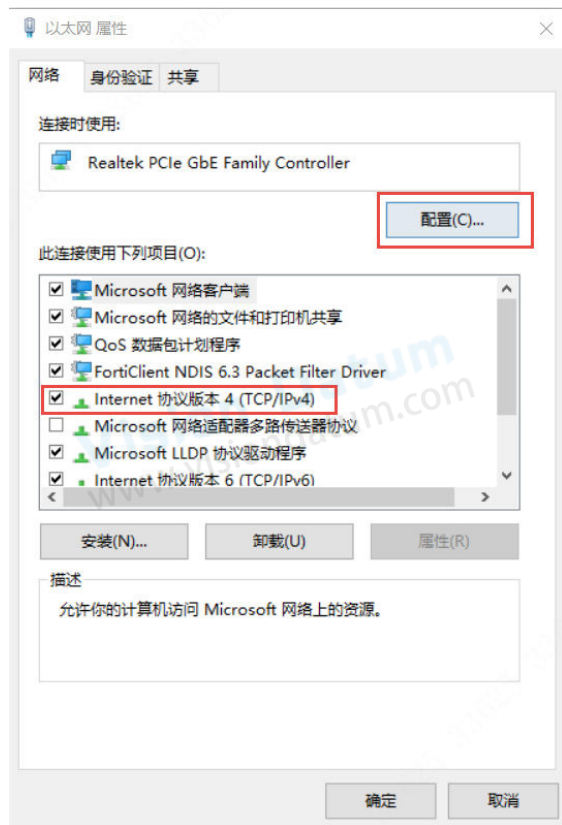 以太网 属性
网络 身份验证 共享
连接时使用:
Realtek PCIe GbE Family Controller
配置(C)...
此连接使用下列项目(O):
Microsoft 网络客户端
Microsoft 网络的文件和打印机共享
QoS 数据包计划程序
FortiClient NDIS 6.3 Packet Filter Driver
Internet 协议版本 4 (TCP/IPv4)
Microsoft 网络适配器多路传送器协议
Microsoft LLDP 协议驱动程序
Internet 协议版本 6 (TCP/IPv6)
Vision Datum
www.visiondatum.com
安装(N)... 卸载(U) 属性(R)
描述
允许你的计算机访问 Microsoft 网络上的资源。
确定 取消